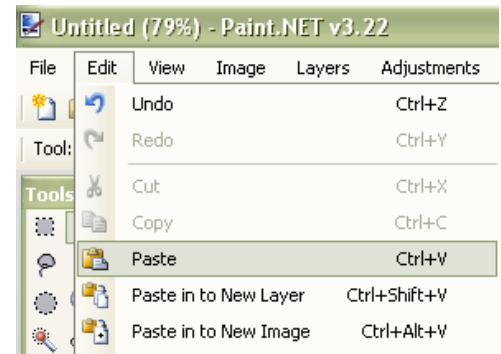 Untitled (79%) - Paint.NET v3.22
File Edit View Image Layers Adjustments
Undo Ctrl+Z
Tool: Redo Ctrl+Y
Tools Cut Ctrl+X
Copy Ctrl+C
Paste Ctrl+V
Paste in to New Layer Ctrl+Shift+V
Paste in to New Image Ctrl+Alt+V